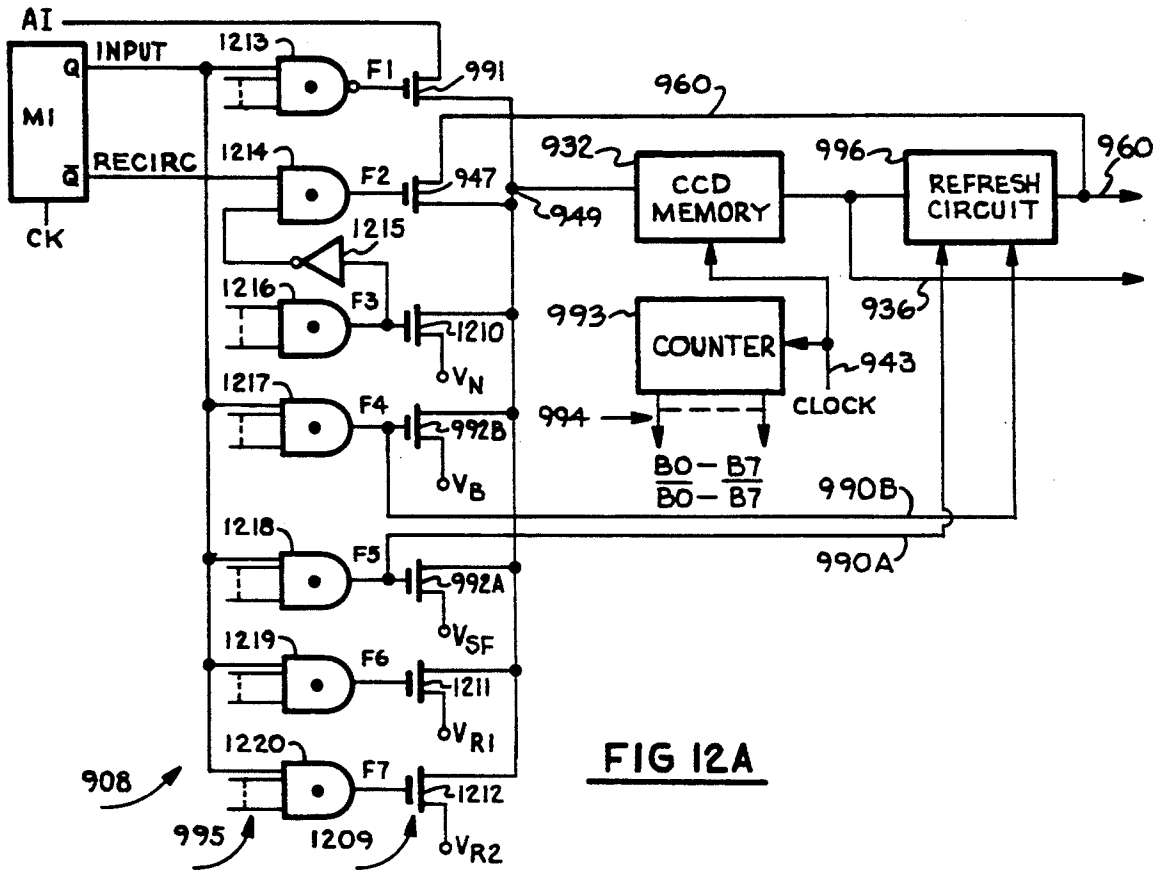 AI
1213
INPUT
Q
F1
991
960
M1
RECIRC
1214
Q
F2
947
932
996
960
CCD
MEMORY
REFRESH
CIRCUIT
949
CK
1215
1216
F3
1210
993
936
COUNTER
943
VN
1217
F4
CLOCK
994
992B
B0 - B7
B0 - B7
VB
990B
1218
F5
990A
992A
VSF
1219
F6
1211
VR1
1220
FIG 12A
908
F7
1212
995
1209
VR2